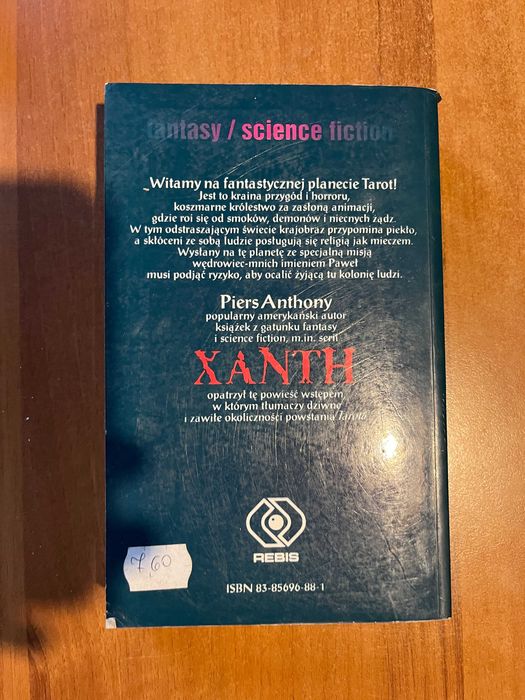 fantasy / science fiction
Witamy na fantastycznej planecie Tarot!
Jest to kraina przygód i horroru,
koszmarne królestwo za zasłoną animacji,
gdzie roi się od smoków, demonów i niecnych żądz.
W tym odstraszającym świecie krajobraz przypomina piekło,
a skłóceni ze sobą ludzie posługują się religią jak mieczem.
Wysłany na tę planetę ze specjalną misją
wędrowiec-mnich imieniem Paweł
musi podjąć ryzyko, aby ocalić żyjącą tu kolonię ludzi.
Piers Anthony
popularny amerykański autor
książek z gatunku fantasy
i science fiction, m.in. serii
XANTH
opatrzył tę powieść wstępem,
w którym tłumaczy dziwne
i zawiłe okoliczności powstania Tarota
REBIS
7,60
ISBN 83-85696-88-1